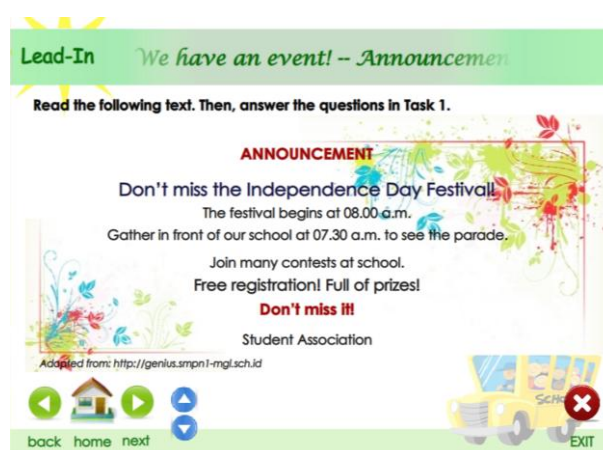 Lead-In
We have an event! -- Announcemen
Read the following text. Then, answer the questions in Task 1.
ANNOUNCEMENT
Don't miss the Independence Day Festival!
The festival begins at 08.00 a.m.
Gather in front of our school at 07.30 a.m. to see the parade.
Join many contests at school.
Free registration! Full of prizes!
Don't miss it!
Student Association
Adapted from: http://genius.smpn1-mgl.sch.id
SCHO
back home next
EXIT